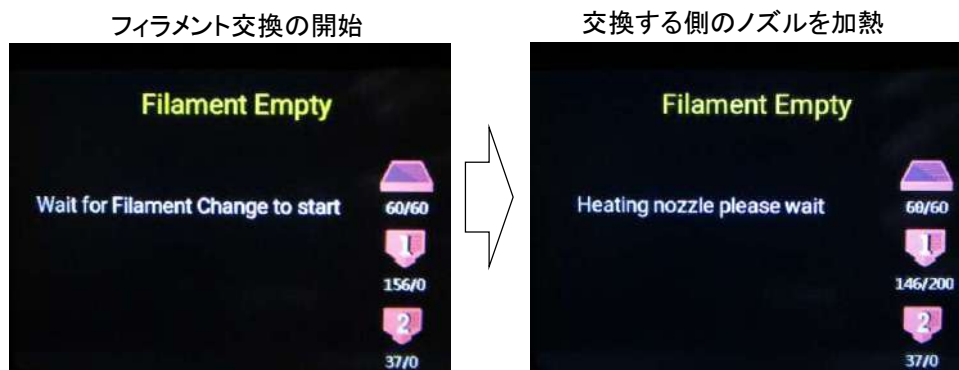 フィラメント交換の開始
Filament Empty
Wait for Filament Change to start
60/60
1
156/0
2
37/0
交換する側のノズルを加熱
Filament Empty
Heating nozzle please wait
60/60
1
146/200
2
37/0